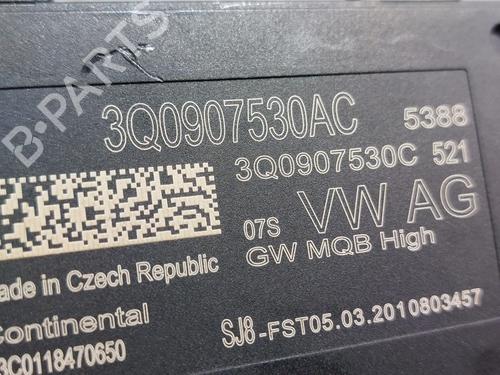 B-PARTS
3Q0907530AC 5388
3Q0907530C 521
07S VW AG
GW MQB High
ade in Czech Republic
Continental
3C0118470650
SJ8-FST05.03.2010803457